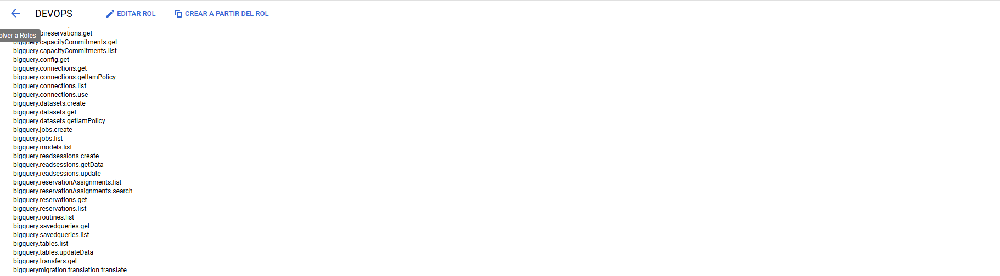 DEVOPS
EDITAR ROL
CREAR A PARTIR DEL ROL
olver a Roles
bireservations.get
bigquery.capacityCommitments.get
bigquery.capacityCommitments.list
bigquery.config.get
bigquery.connections.get
bigquery.connections.getIamPolicy
bigquery.connections.list
bigquery.connections.use
bigquery.datasets.create
bigquery.datasets.get
bigquery.datasets.getIamPolicy
bigquery.jobs.create
bigquery.jobs.list
bigquery.models.list
bigquery.readsessions.create
bigquery.readsessions.getData
bigquery.readsessions.update
bigquery.reservationAssignments.list
bigquery.reservationAssignments.search
bigquery.reservations.get
bigquery.reservations.list
bigquery.routines.list
bigquery.savedqueries.get
bigquery.savedqueries.list
bigquery.tables.list
bigquery.tables.updateData
bigquery.transfers.get
bigquerymigration.translation.translate